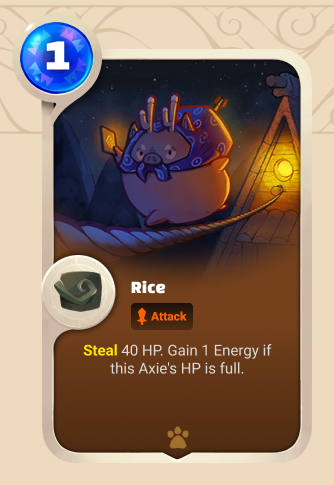 1
Rice
Attack
Steal 40 HP. Gain 1 Energy if
this Axie's HP is full.